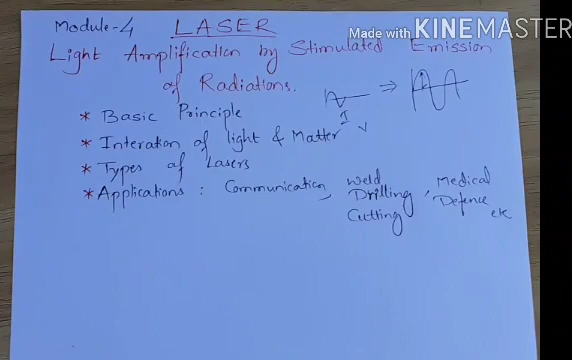 Module-4 LASER
Made with KINEMASTER
Light Amplification by Stimulated Emission
of Radiations.
* Basic Principle
* Interation of light & Matter
I
* Types of Lasers
* Applications : Communication, weld Medical
Drilling, Defence
Cutting etc